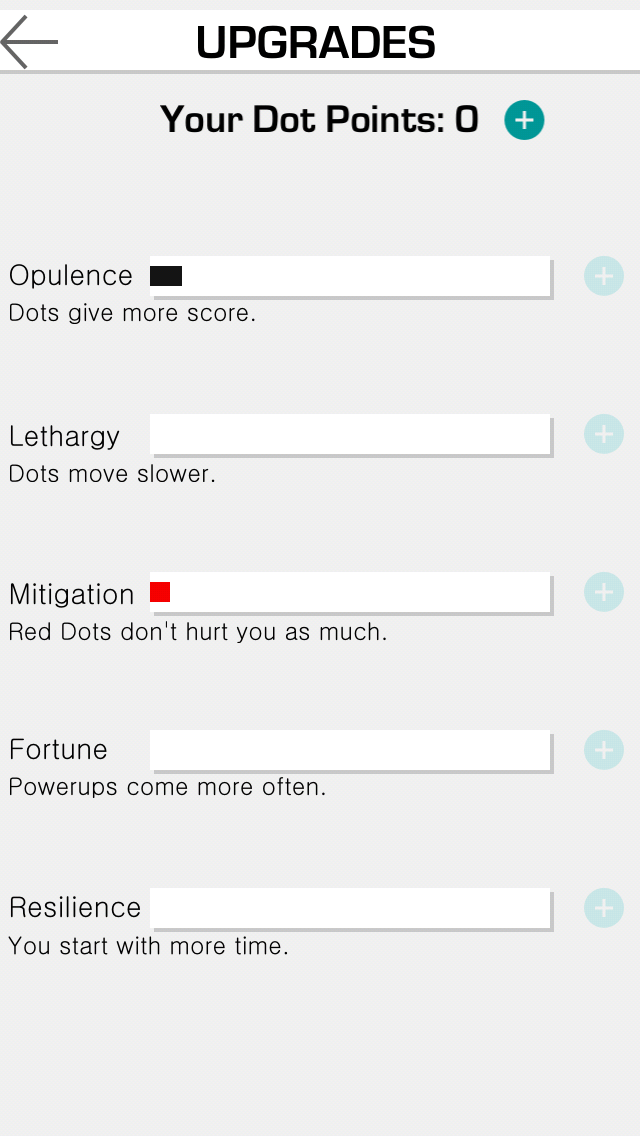 UPGRADES
Your Dot Points: 0
Opulence
Dots give more score.
Lethargy
Dots move slower.
Mitigation
Red Dots don't hurt you as much.
Fortune
Powerups come more often.
Resilience
You start with more time.